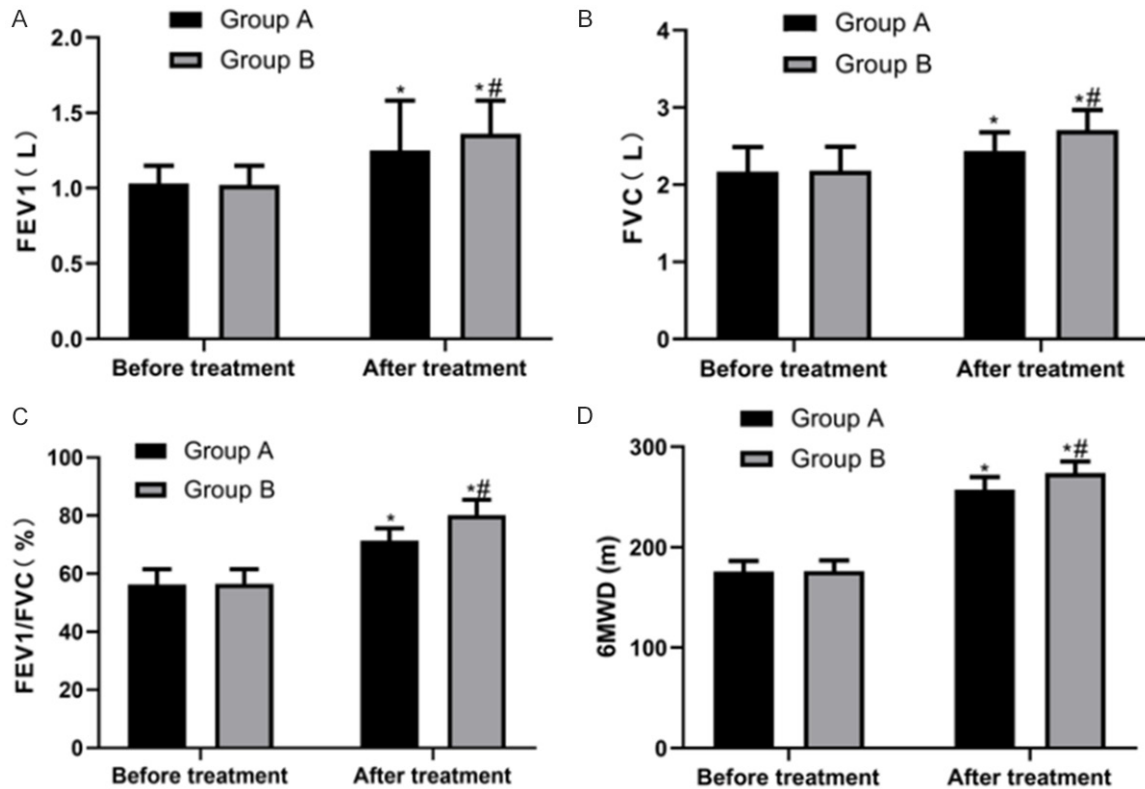 A
Group A
Group B
FEV1 ( L )
2.0
1.5
1.0
0.5
0.0
*
*#
Before treatment
After treatment
B
Group A
Group B
FVC ( L )
4
3
2
1
0
*
*#
Before treatment
After treatment
C
Group A
Group B
FEV1/FVC ( % )
100
80
60
40
20
0
*
*#
Before treatment
After treatment
D
Group A
Group B
6MWD (m)
300
200
100
0
*
*#
Before treatment
After treatment